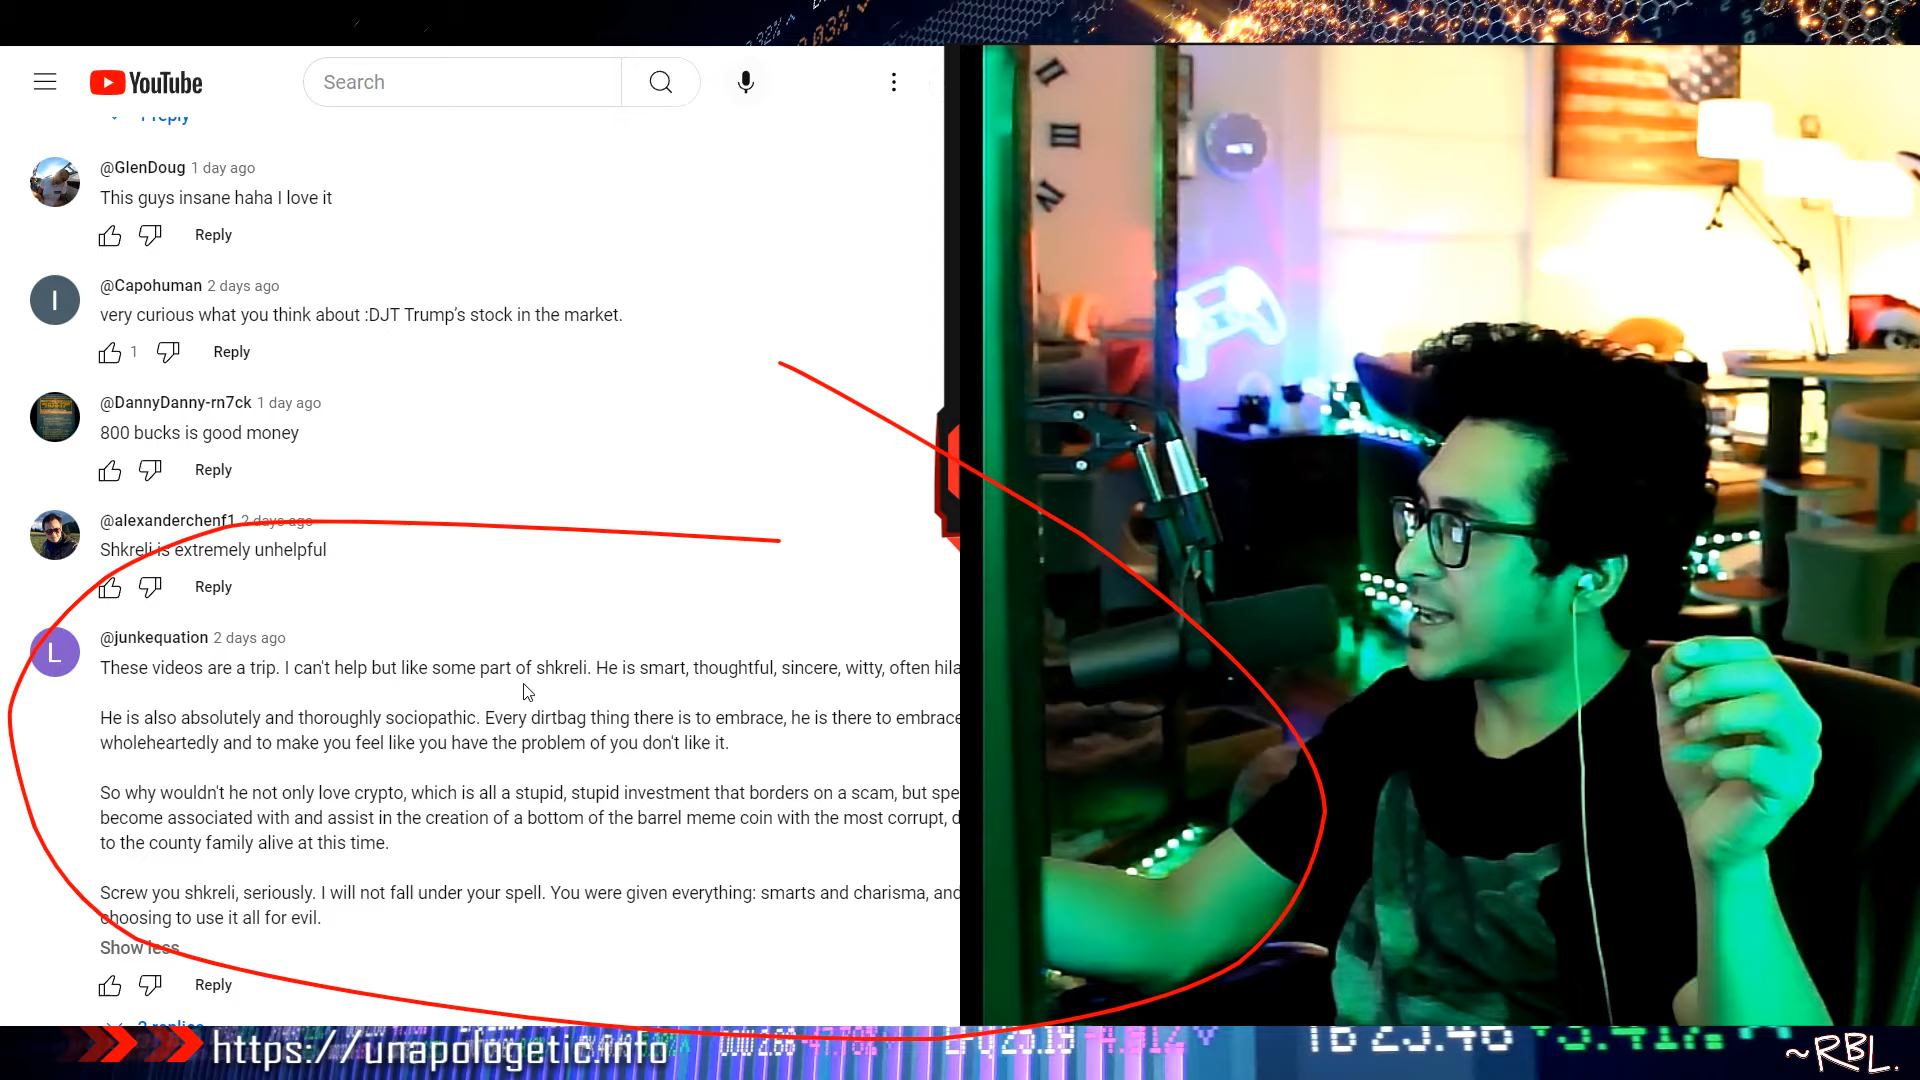 YouTube
Search
1 reply
@GlenDoug 1 day ago
This guys insane haha I love it
Reply
@Capohuman 2 days ago
very curious what you think about :DJT Trump's stock in the market.
1 Reply
@DannyDanny-rn7ck 1 day ago
800 bucks is good money
Reply
@alexanderchenf1 2 days ago
Shkreli is extremely unhelpful
Reply
L
@junkequation 2 days ago
These videos are a trip. I can't help but like some part of shkreli. He is smart, thoughtful, sincere, witty, often
He is also absolutely and thoroughly sociopathic. Every dirtbag thing there is to embrace, he is there to embrace
wholeheartedly and to make you feel like you have the problem of you don't like it.
So why wouldn't he not only love crypto, which is all a stupid, stupid investment that borders on a scam, but
become associated with and assist in the creation of a bottom of the barrel meme coin with the most corrupt,
to the county family alive at this time.
Screw you shkreli, seriously. I will not fall under your spell. You were given everything: smarts and charisma, and
choosing to use it all for evil.
Show less
Reply
https://unapologetic.info
~RBL.